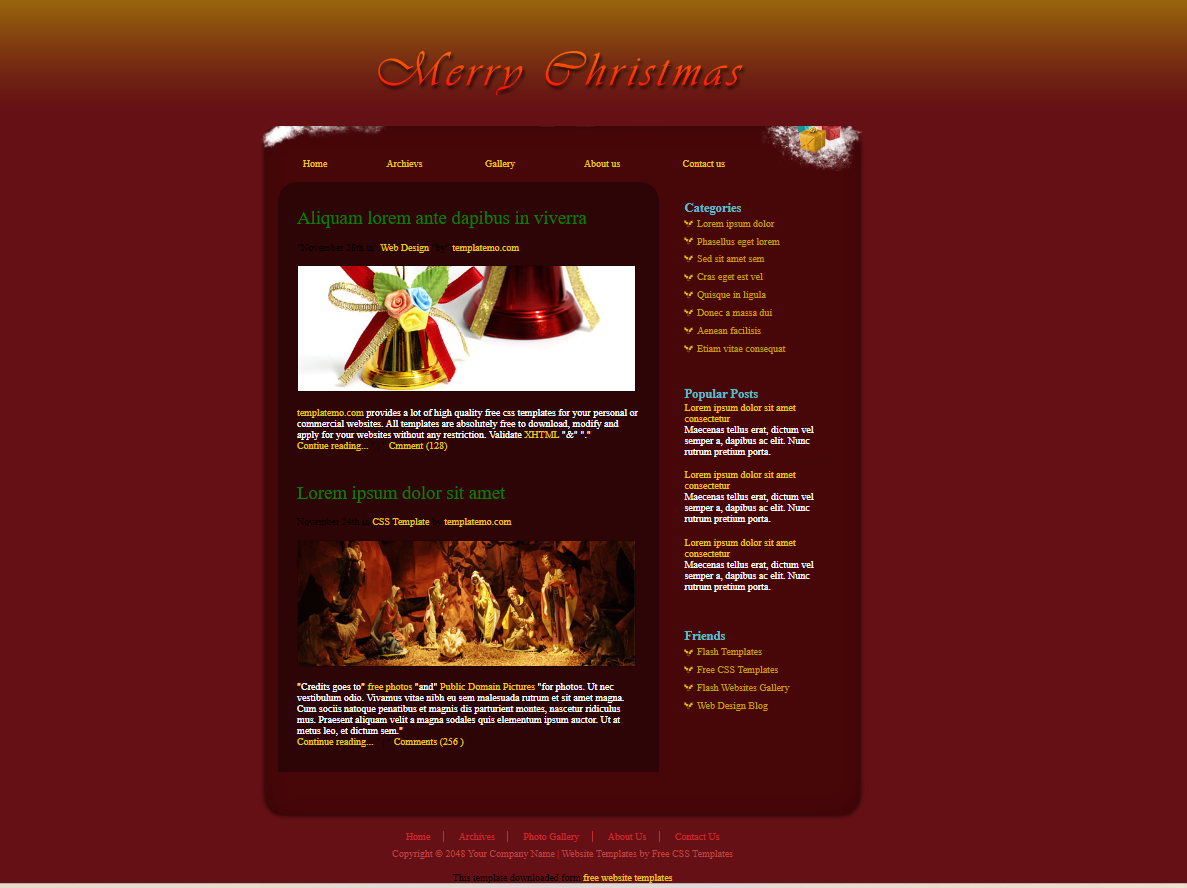 Merry Christmas
Home Archievs Gallery About us Contact us
Aliquam lorem ante dapibus in viverra
"November 28th in" Web Design "by" templatemo.com
templatemo.com provides a lot of high quality free css templates for your personal or
commercial websites. All templates are absolutely free to download, modify and
apply for your websites without any restriction. Validate XHTML "&" "."
Contiue reading... Cmment (128)
Lorem ipsum dolor sit amet
November 24th in CSS Template by templatemo.com
"Credits goes to" free photos "and" Public Domain Pictures "for photos. Ut nec
vestibulum odio. Vivamus vitae nibh eu sem malesuada rutrum et sit amet magna.
Cum sociis natoque penatibus et magnis dis parturient montes, nascetur ridiculus
mus. Praesent aliquam velit a magna sodales quis elementum ipsum auctor. Ut at
metus leo, et dictum sem."
Continue reading... Comments (256 )
Categories
Lorem ipsum dolor
Phasellus eget lorem
Sed sit amet sem
Cras eget est vel
Quisque in ligula
Donec a massa dui
Aenean facilisis
Etiam vitae consequat
Popular Posts
Lorem ipsum dolor sit amet
consectetur
Maecenas tellus erat, dictum vel
semper a, dapibus ac elit. Nunc
rutrum pretium porta.
Lorem ipsum dolor sit amet
consectetur
Maecenas tellus erat, dictum vel
semper a, dapibus ac elit. Nunc
rutrum pretium porta.
Lorem ipsum dolor sit amet
consectetur
Maecenas tellus erat, dictum vel
semper a, dapibus ac elit. Nunc
rutrum pretium porta.
Friends
Flash Templates
Free CSS Templates
Flash Websites Gallery
Web Design Blog
Home | Archives | Photo Gallery | About Us | Contact Us
Copyright © 2048 Your Company Name | Website Templates by Free CSS Templates
This template downloaded form free website templates